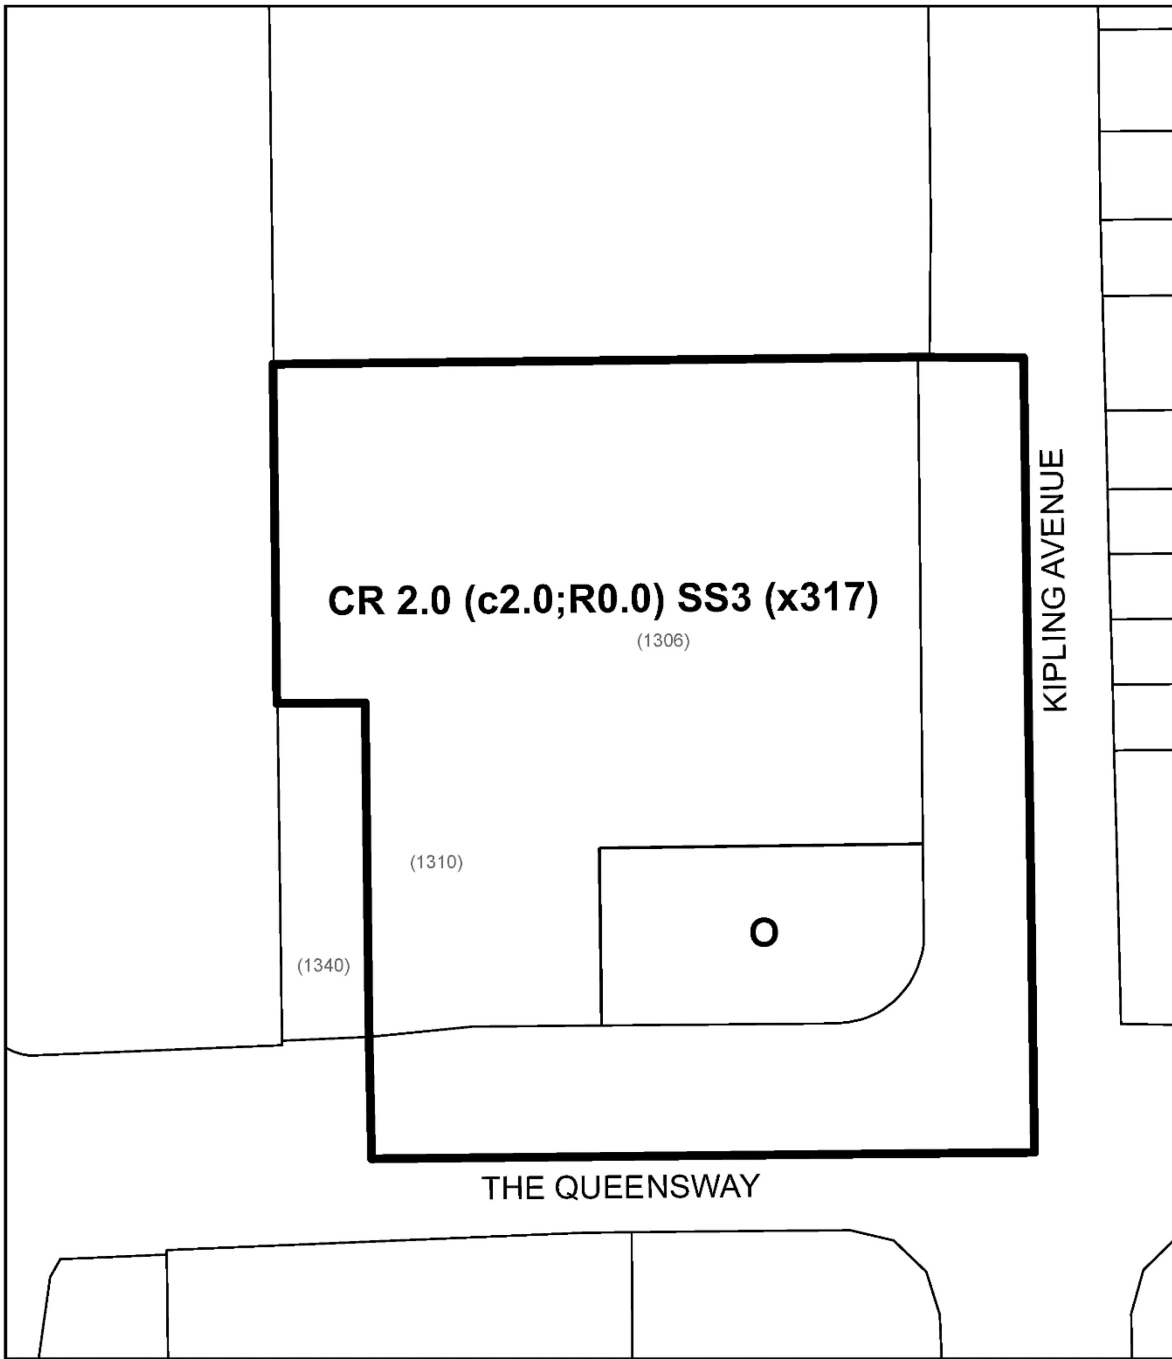 CR 2.0 (c2.0;R0.0) SS3 (x317)
(1306)
KIPLING AVENUE
(1310)
O
(1340)
THE QUEENSWAY